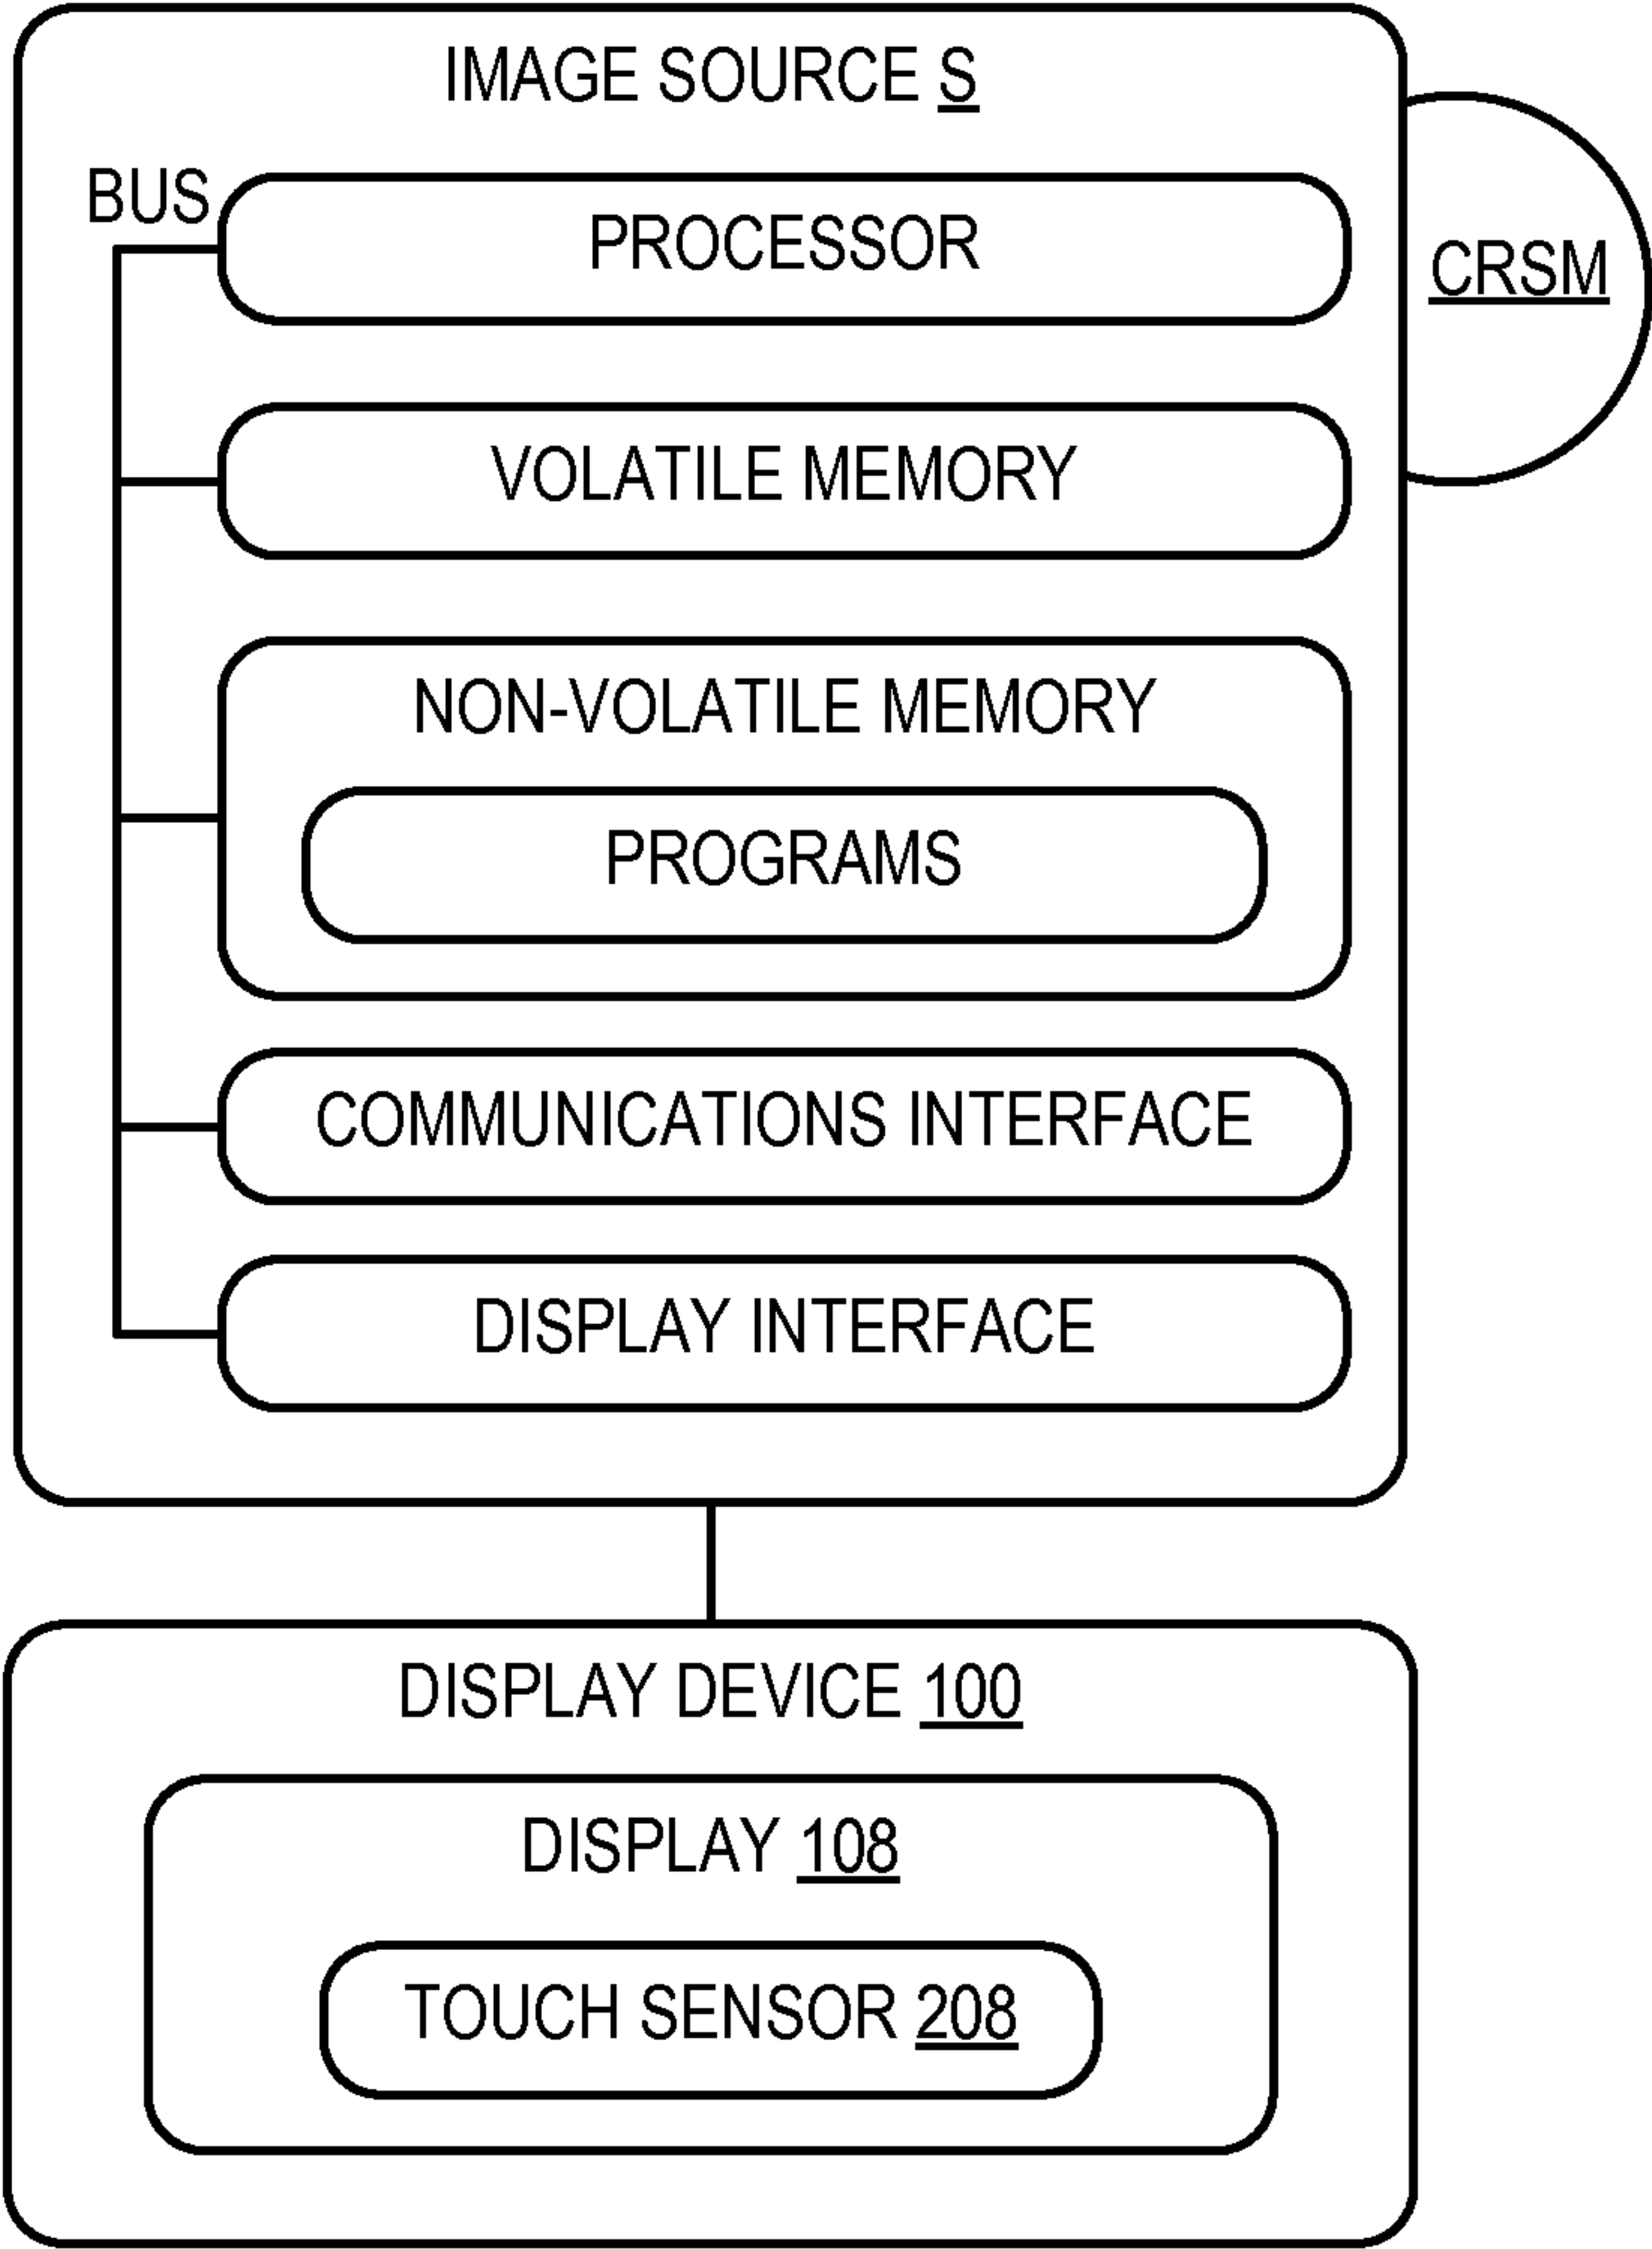 IMAGE SOURCE S
BUS
PROCESSOR
CRSM
VOLATILE MEMORY
NON-VOLATILE MEMORY
PROGRAMS
COMMUNICATIONS INTERFACE
DISPLAY INTERFACE
DISPLAY DEVICE 100
DISPLAY 108
TOUCH SENSOR 208